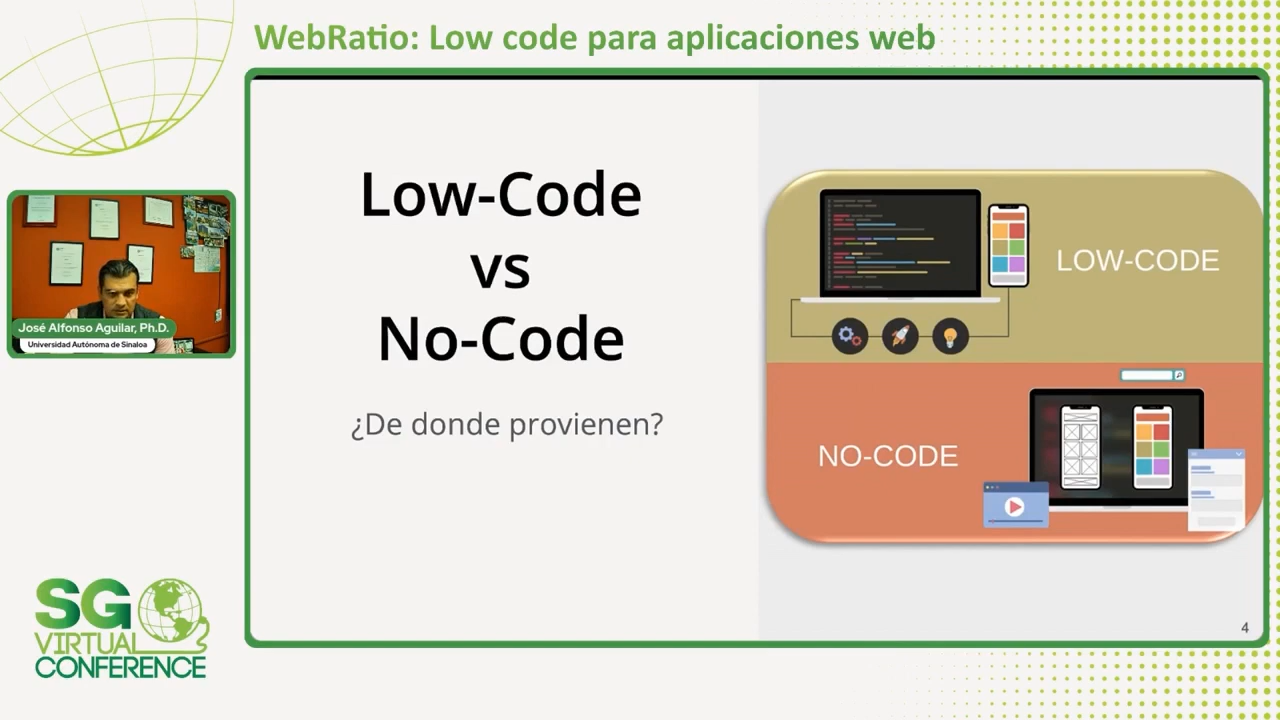 WebRatio: Low code para aplicaciones web
José Alfonso Aguilar, Ph.D.
Universidad Autónoma de Sinaloa
Low-Code
vs
No-Code
¿De donde provienen?
LOW-CODE
NO-CODE
4
SG
VIRTUAL
CONFERENCE